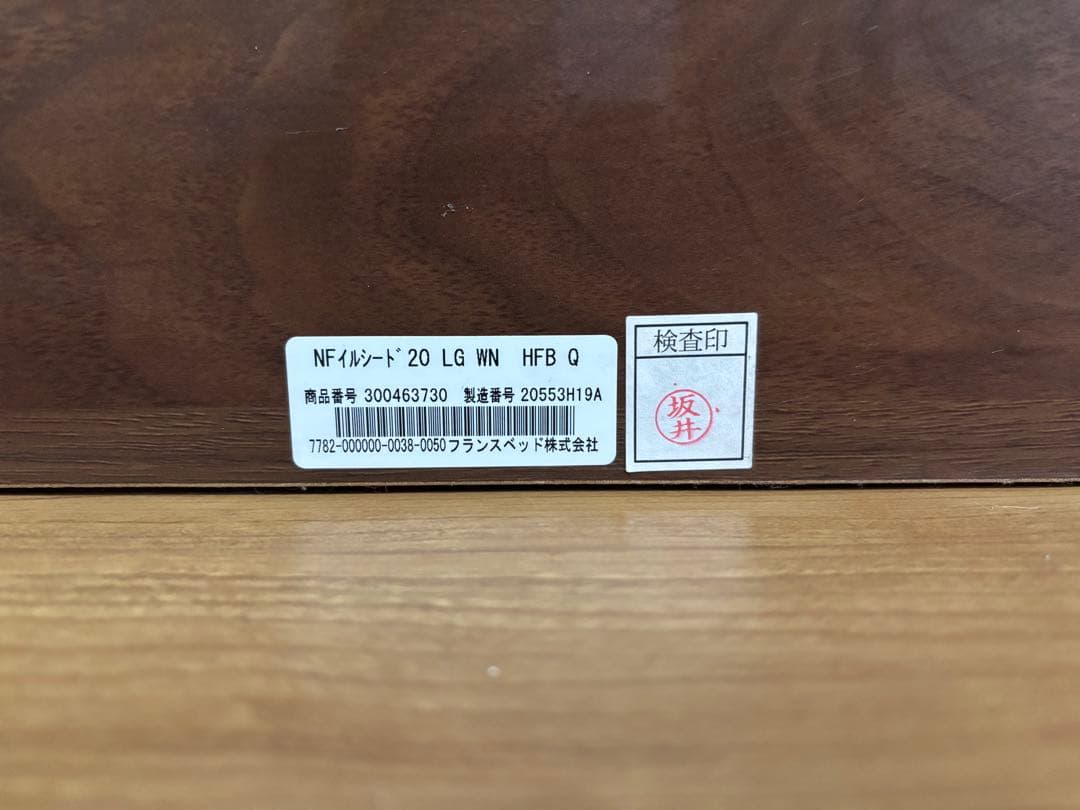 NFｲﾙｼｰﾄﾞ20 LG WN HFB Q
商品番号 300463730 製造番号 20553H19A
7782-000000-0038-0050フランスベッド株式会社
検査印
坂井